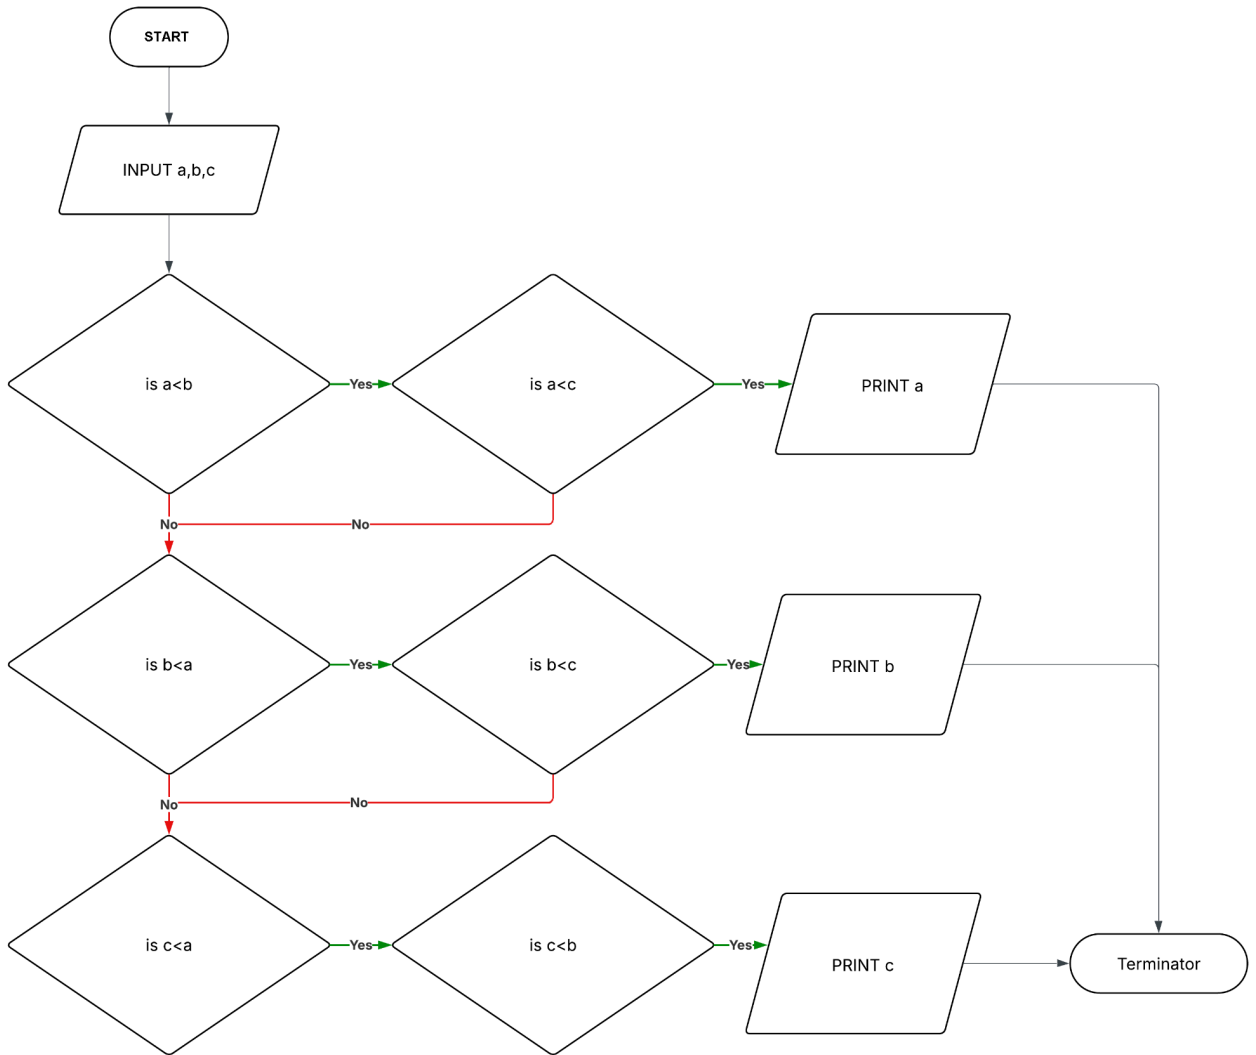 START
INPUT a,b,c
is a<b
Yes
is a<c
Yes
PRINT a
No
No
is b<a
Yes
is b<c
Yes
PRINT b
No
No
is c<a
Yes
is c<b
Yes
PRINT c
Terminator